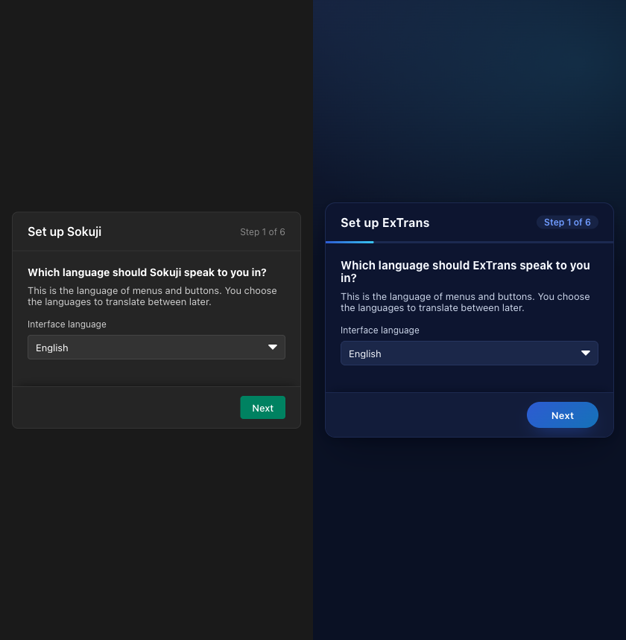 Set up Sokuji
Step 1 of 6
Which language should Sokuji speak to you in?
This is the language of menus and buttons. You choose
the languages to translate between later.
Interface language
English
Next
Set up ExTrans
Step 1 of 6
Which language should ExTrans speak to you
in?
This is the language of menus and buttons. You choose
the languages to translate between later.
Interface language
English
Next